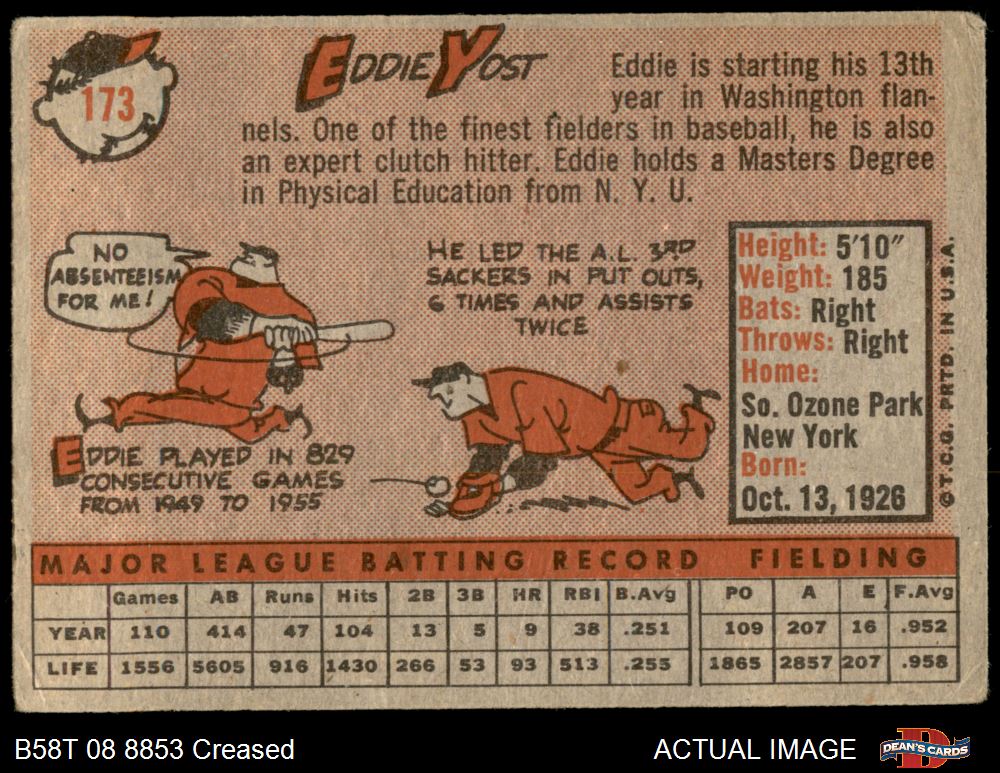 173
EDDIE YOST
Eddie is starting his 13th
year in Washington flan-
nels. One of the finest fielders in baseball, he is also
an expert clutch hitter. Eddie holds a Masters Degree
in Physical Education from N. Y. U.
NO
ABSENTEEISM
FOR ME!
EDDIE PLAYED IN 829
CONSECUTIVE GAMES
FROM 1949 TO 1955
HE LED THE A.L. 3RD
SACKERS IN PUT OUTS,
6 TIMES AND ASSISTS
TWICE
Height: 5'10"
Weight: 185
Bats: Right
Throws: Right
Home:
So. Ozone Park
New York
Born:
Oct. 13, 1926
© T.C.G. PRTD. IN U.S.A.
MAJOR LEAGUE BATTING RECORD FIELDING
Games AB Runs Hits 2B 3B HR RBI B.Avg PO A E F.Avg
YEAR 110 414 47 104 13 5 9 38 .251 109 207 16 .952
LIFE 1556 5605 916 1430 266 53 93 513 .255 1865 2857 207 .958
B58T 08 8853 Creased
ACTUAL IMAGE
DEAN'S CARDS